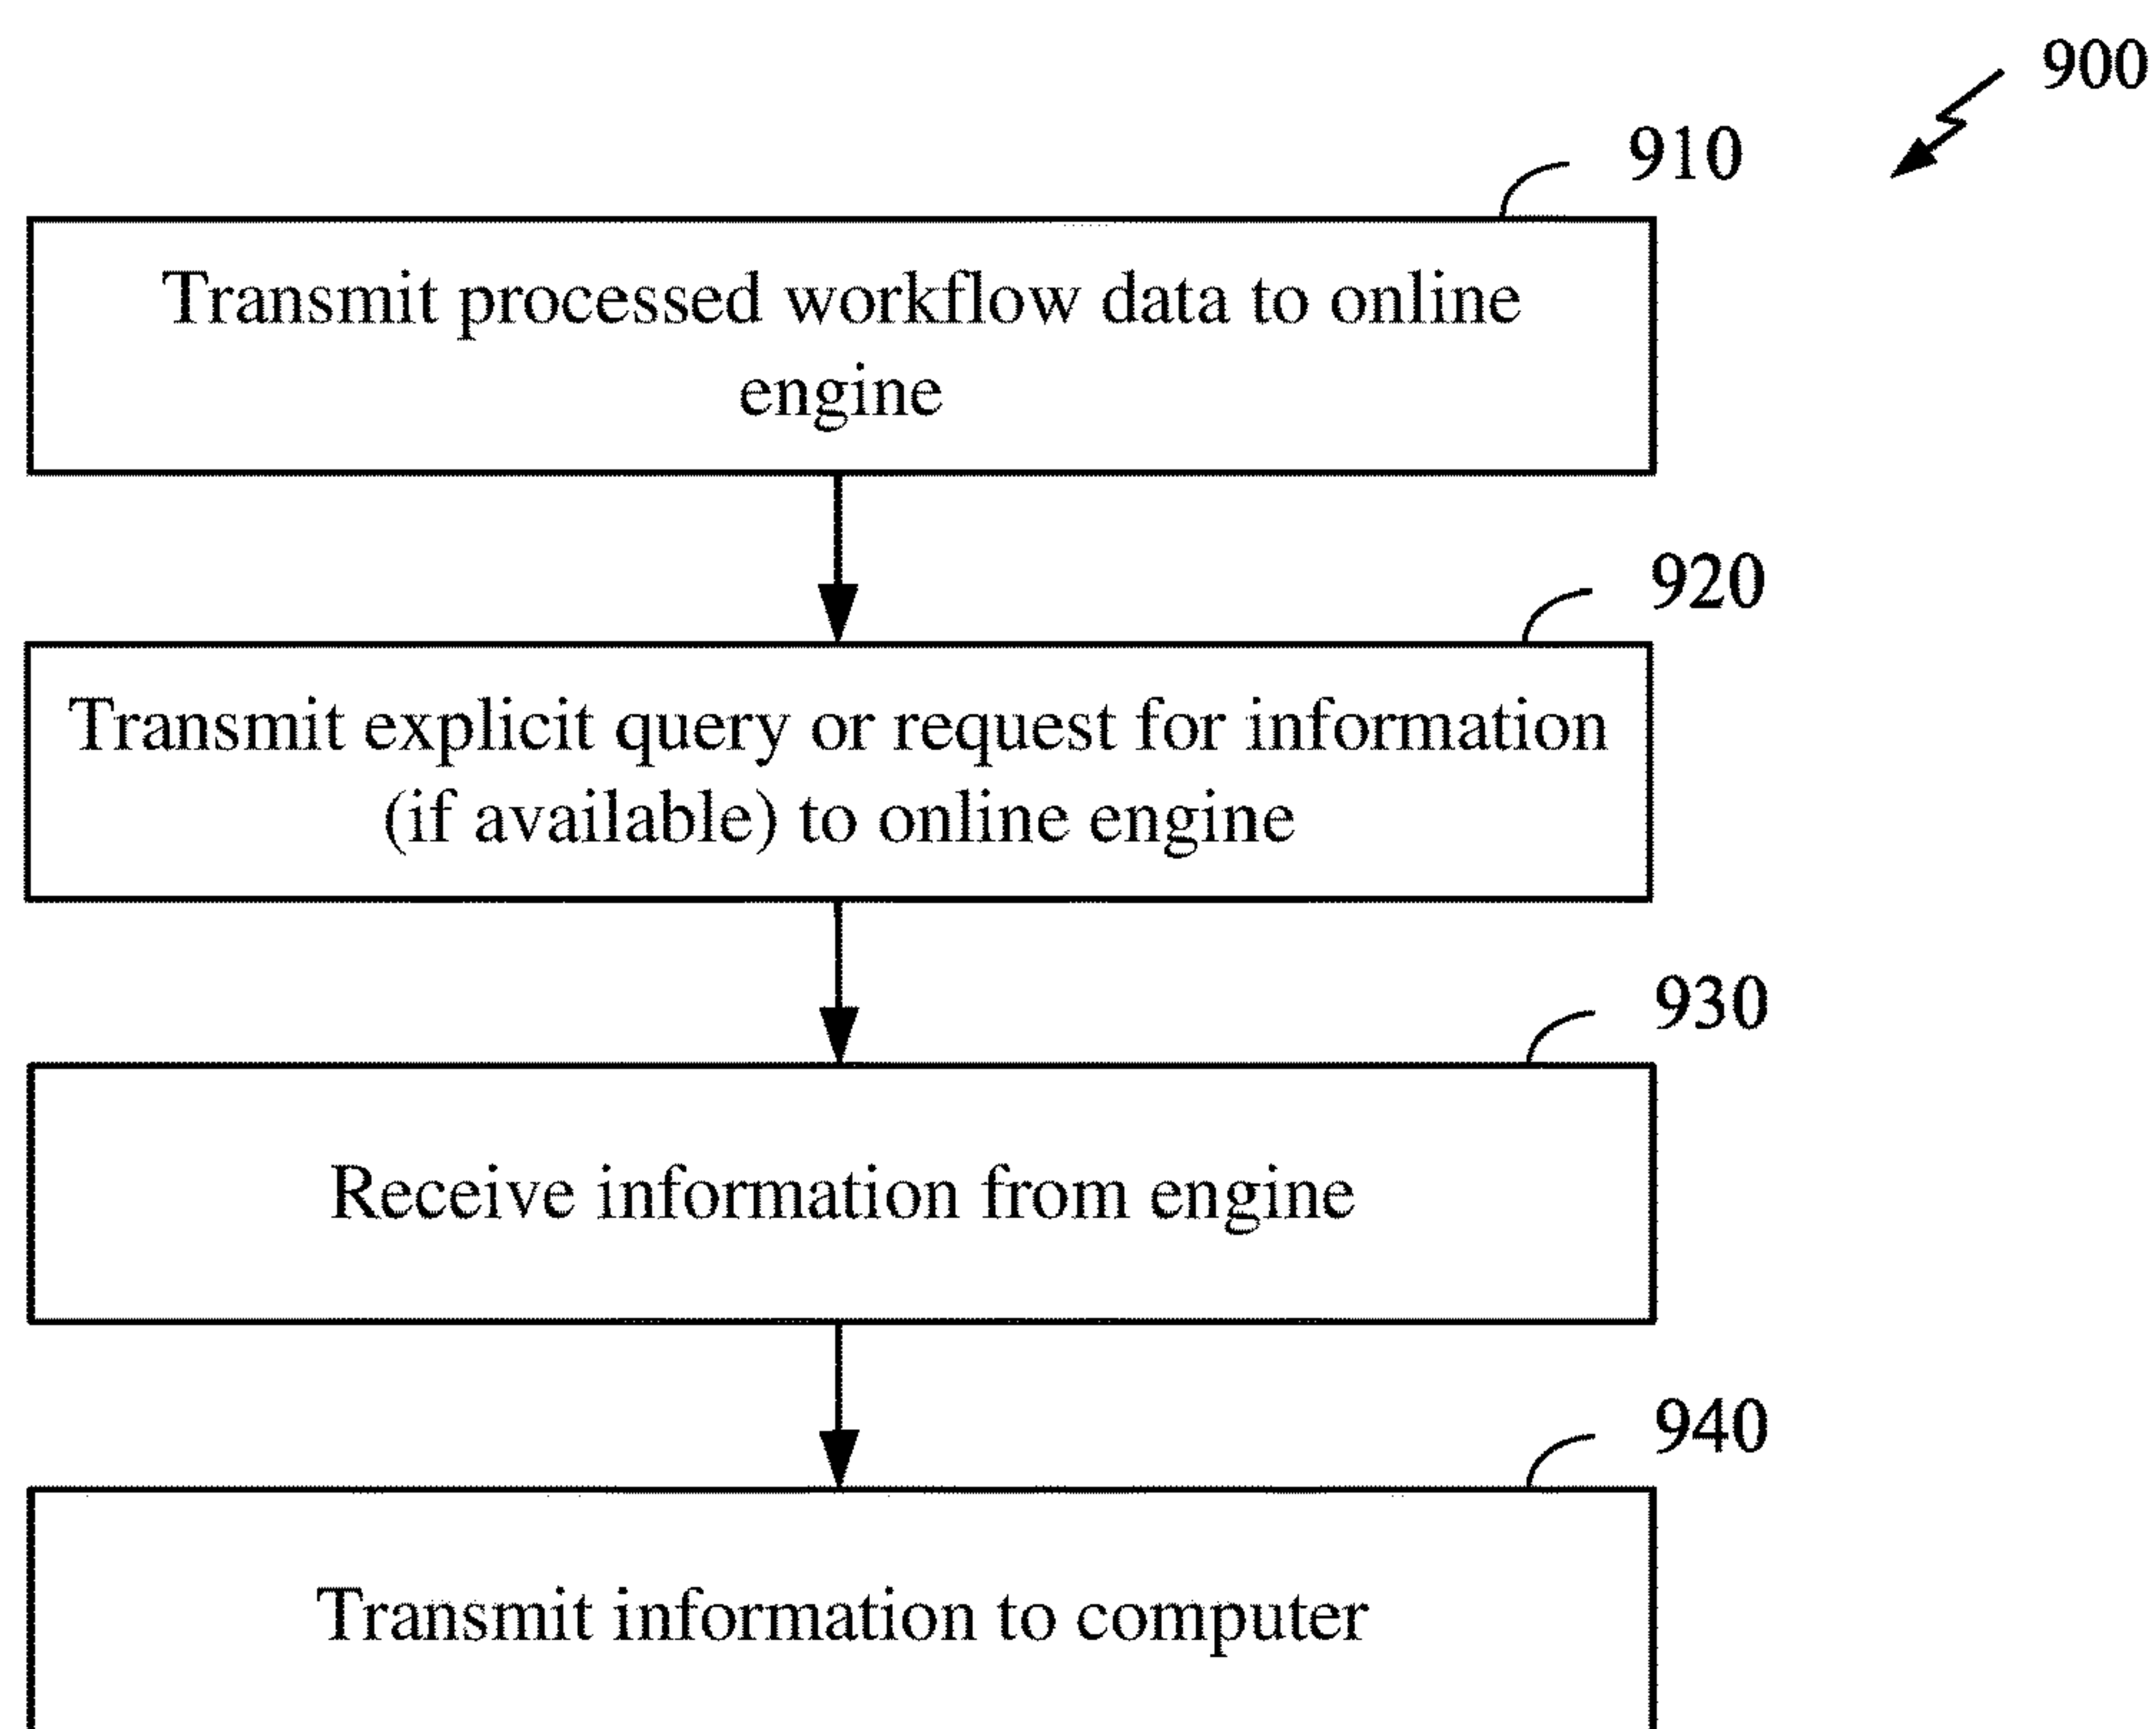 900
910
Transmit processed workflow data to online
engine
920
Transmit explicit query or request for information
(if available) to online engine
930
Receive information from engine
940
Transmit information to computer